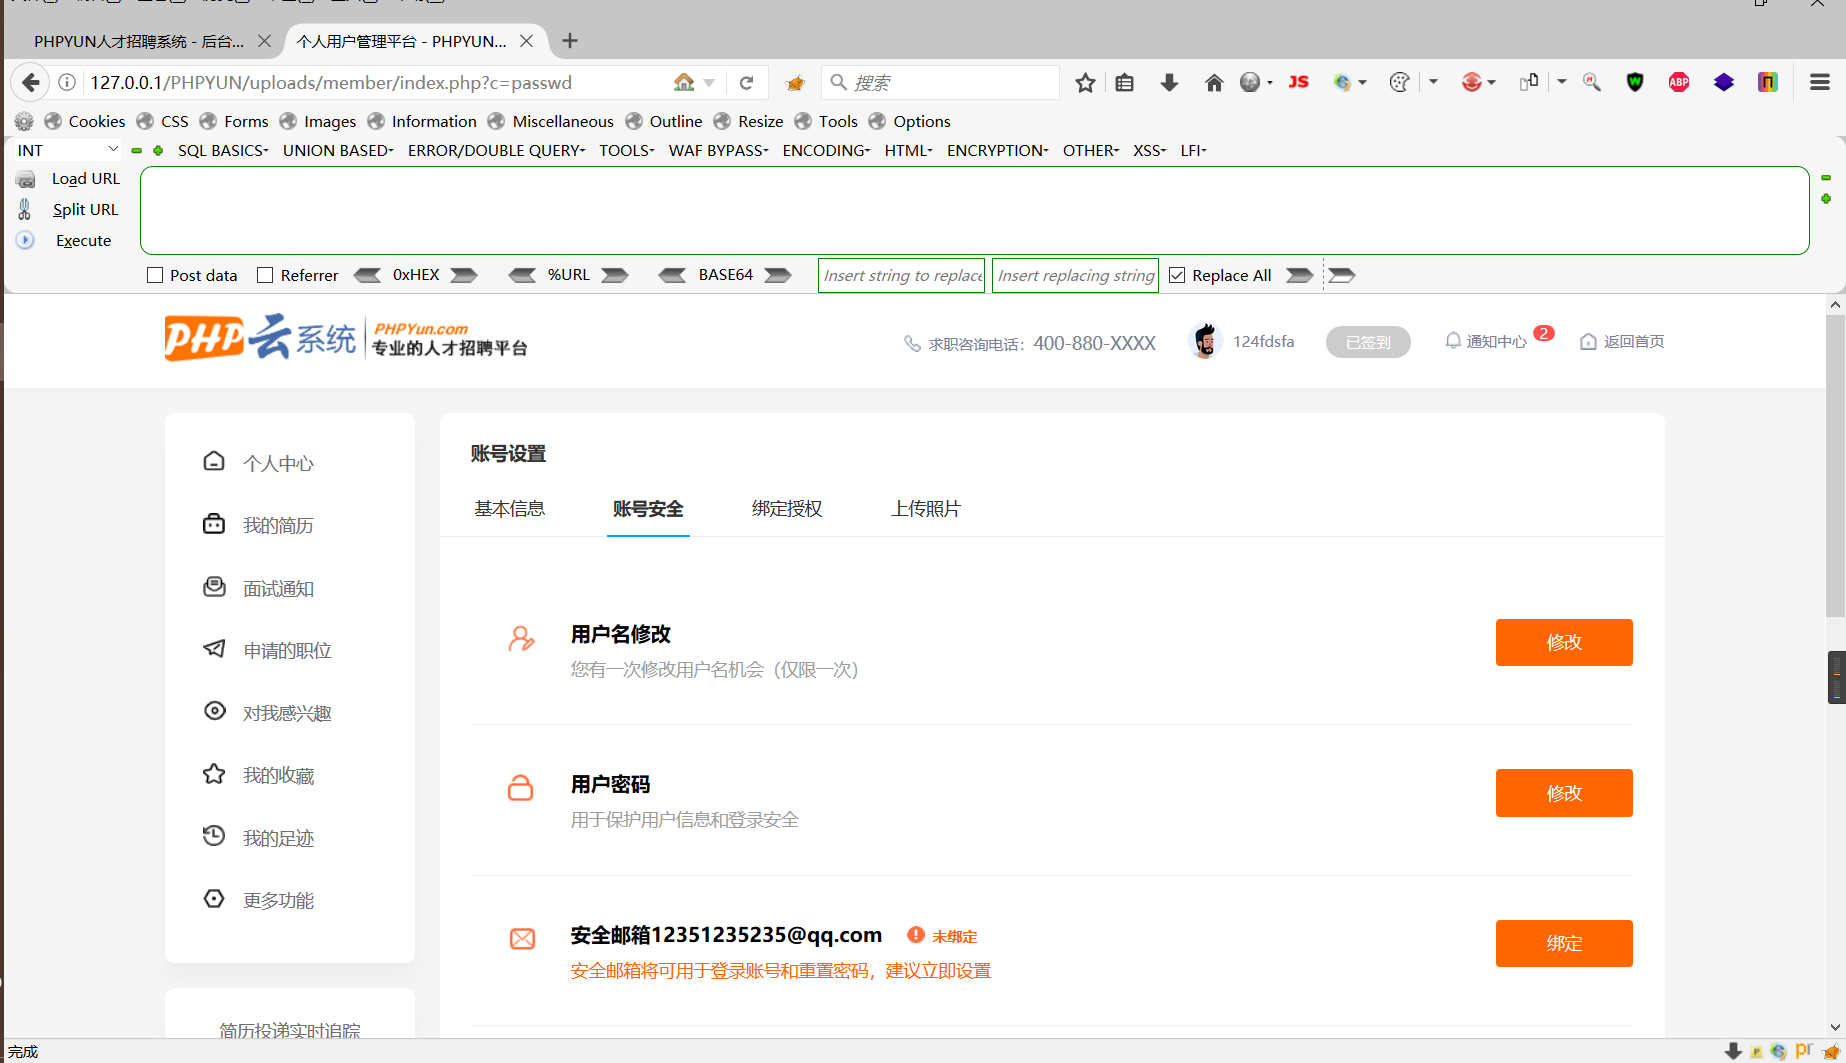 PHPYUN人才招聘系统 - 后台...
个人用户管理平台 - PHPYUN...
127.0.0.1/PHPYUN/uploads/member/index.php?c=passwd
搜索
JS
ABP
Cookies CSS Forms Images Information Miscellaneous Outline Resize Tools Options
INT
SQL BASICS UNION BASED ERROR/DOUBLE QUERY TOOLS WAF BYPASS ENCODING HTML ENCRYPTION OTHER XSS LFI
Load URL
Split URL
Execute
Post data Referrer 0xHEX %URL BASE64 Insert string to replace Insert replacing string Replace All
PHP云系统
PHPYun.com
专业的人才招聘平台
求职咨询电话：400-880-XXXX
124fdsfa
已签到
通知中心 2
返回首页
个人中心
我的简历
面试通知
申请的职位
对我感兴趣
我的收藏
我的足迹
更多功能
简历投递实时追踪
账号设置
基本信息 账号安全 绑定授权 上传照片
用户名修改
您有一次修改用户名机会（仅限一次）
修改
用户密码
用于保护用户信息和登录安全
修改
安全邮箱12351235235@qq.com 未绑定
安全邮箱将可用于登录账号和重置密码，建议立即设置
绑定
完成
pr